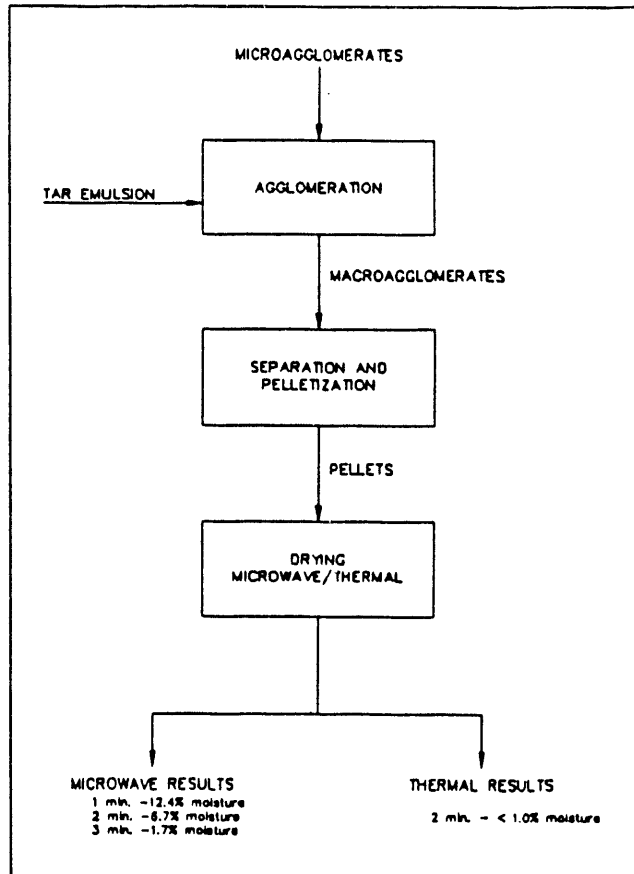 MICROAGGLOMERATES
AGGLOMERATION
TAR EMULSION
MACROAGGLOMERATES
SEPARATION AND
PELLETIZATION
PELLETS
DRYING
MICROWAVE/THERMAL
MICROWAVE RESULTS
1 min. -12.4% moisture
2 min. -6.7% moisture
3 min. -1.7% moisture
THERMAL RESULTS
2 min. - < 1.0% moisture